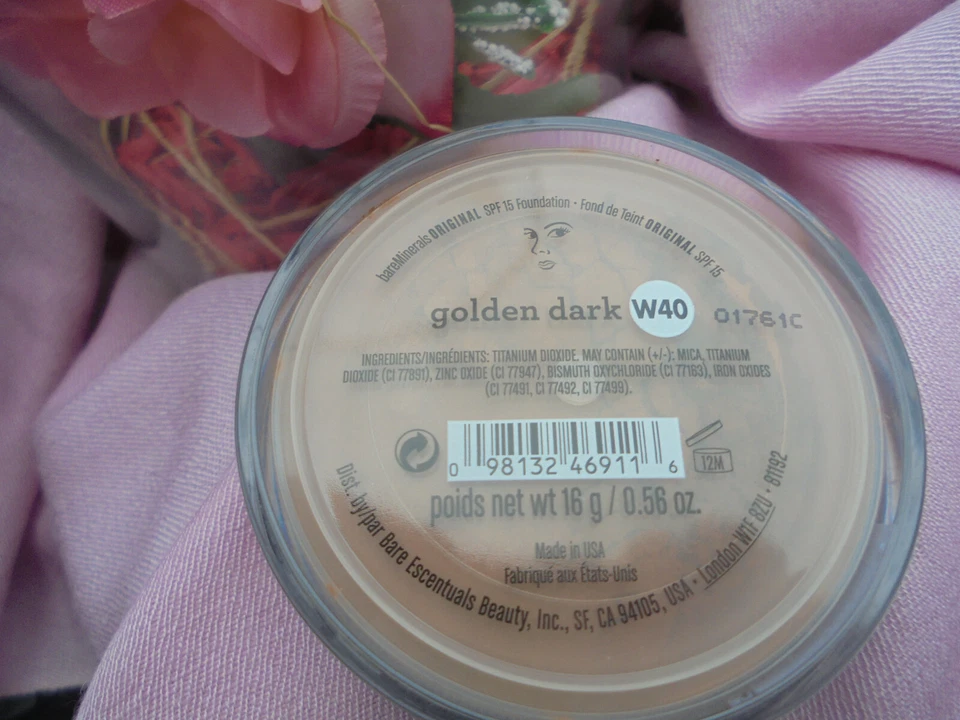 bareMinerals ORIGINAL SPF 15 Foundation • Fond de Teint ORIGINAL SPF 15
golden dark W40 01761C
INGREDIENTS/INGRÉDIENTS: TITANIUM DIOXIDE, MAY CONTAIN (+/-): MICA, TITANIUM
DIOXIDE (CI 77891), ZINC OXIDE (CI 77947), BISMUTH OXYCHLORIDE (CI 77163), IRON OXIDES
(CI 77491, CI 77492, CI 77499).
0 98132 46911 6
12M
poids net wt 16 g / 0.56 oz.
Made in USA
Fabriqué aux États-Unis
Dist. by/par Bare Escentuals Beauty, Inc., SF, CA 94105, USA • London W1F 8ZU • 81192